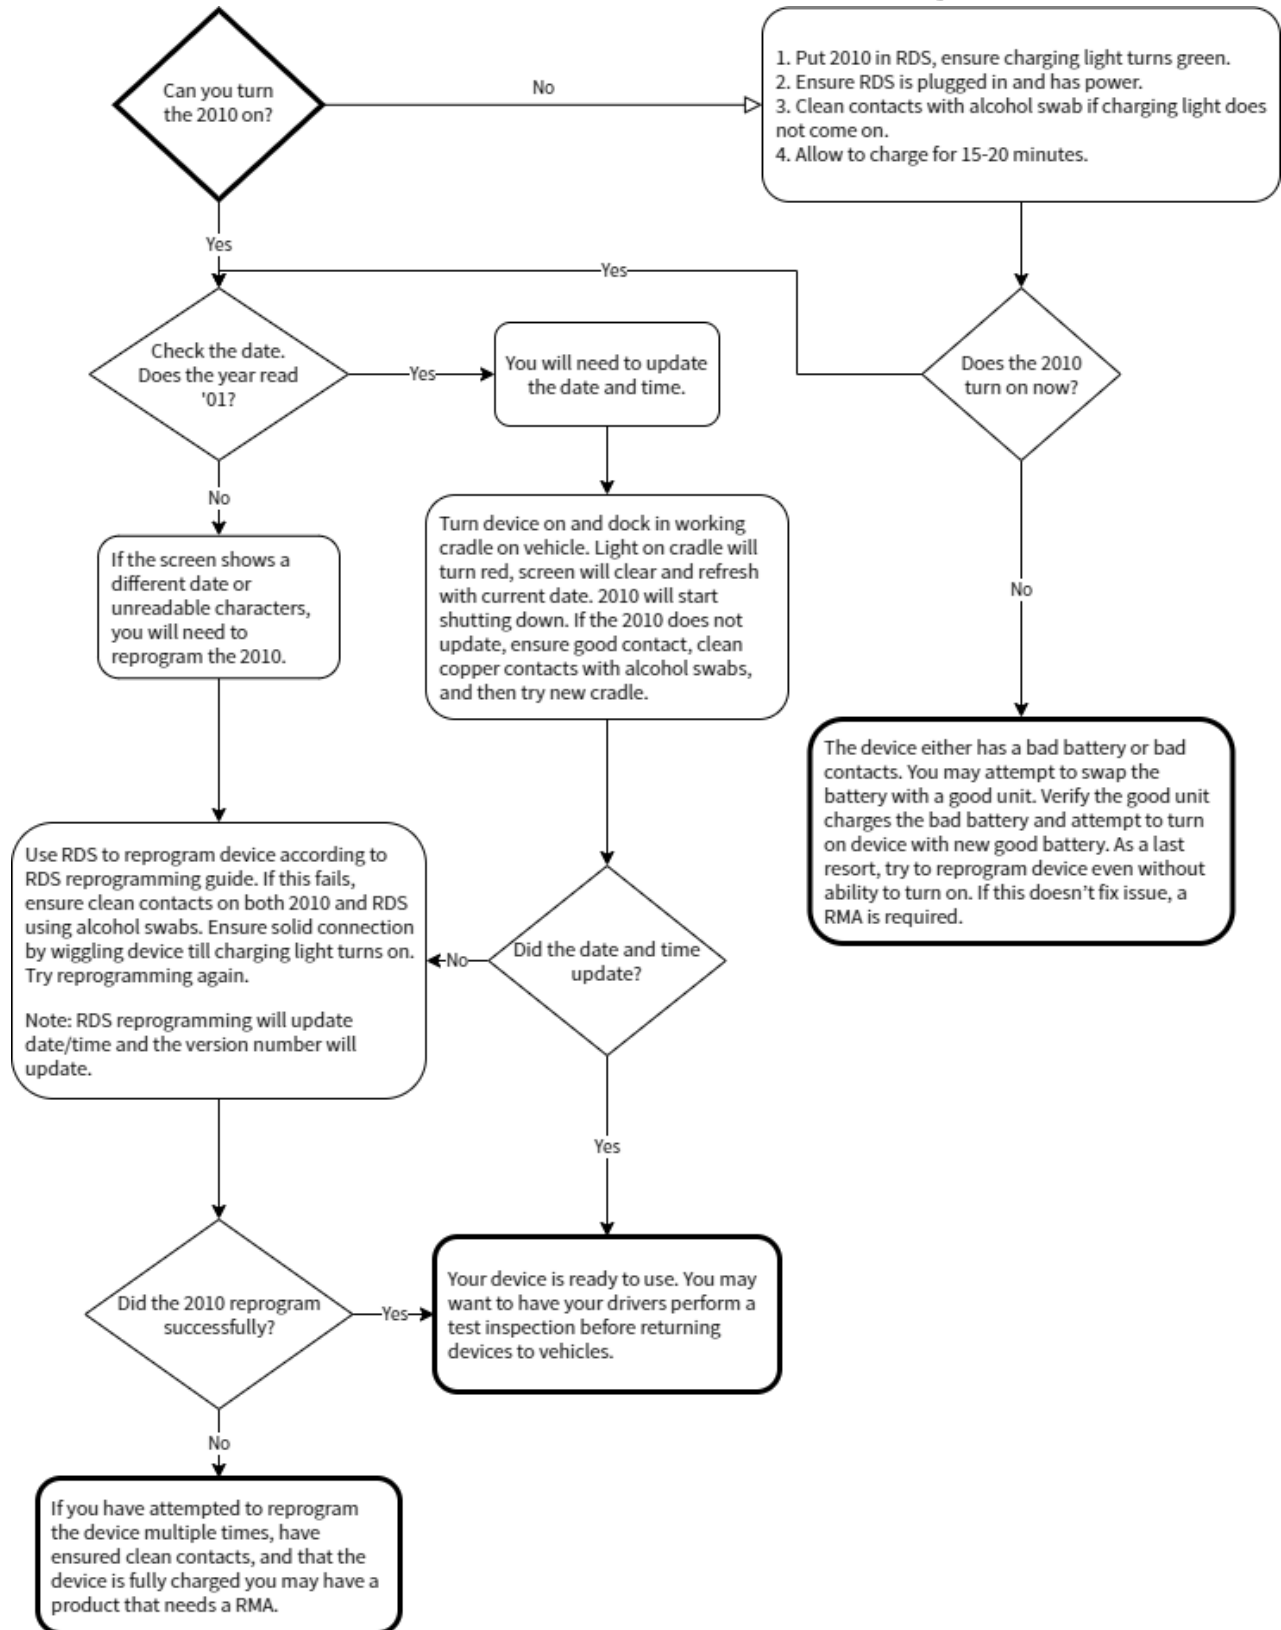 Can you turn
the 2010 on?
No
1. Put 2010 in RDS, ensure charging light turns green.
2. Ensure RDS is plugged in and has power.
3. Clean contacts with alcohol swab if charging light does
not come on.
4. Allow to charge for 15-20 minutes.
Yes
Yes
Check the date.
Does the year read
'01?
Yes
You will need to update
the date and time.
Does the 2010
turn on now?
No
If the screen shows a
different date or
unreadable characters,
you will need to
reprogram the 2010.
Turn device on and dock in working
cradle on vehicle. Light on cradle will
turn red, screen will clear and refresh
with current date. 2010 will start
shutting down. If the 2010 does not
update, ensure good contact, clean
copper contacts with alcohol swabs,
and then try new cradle.
No
The device either has a bad battery or bad
contacts. You may attempt to swap the
battery with a good unit. Verify the good unit
charges the bad battery and attempt to turn
on device with new good battery. As a last
resort, try to reprogram device even without
ability to turn on. If this doesn't fix issue, a
RMA is required.
Use RDS to reprogram device according to
RDS reprogramming guide. If this fails,
ensure clean contacts on both 2010 and RDS
using alcohol swabs. Ensure solid connection
by wiggling device till charging light turns on.
Try reprogramming again.
Note: RDS reprogramming will update
date/time and the version number will
update.
No
Did the date and time
update?
Yes
Did the 2010 reprogram
successfully?
Yes
Your device is ready to use. You may
want to have your drivers perform a
test inspection before returning
devices to vehicles.
No
If you have attempted to reprogram
the device multiple times, have
ensured clean contacts, and that the
device is fully charged you may have a
product that needs a RMA.